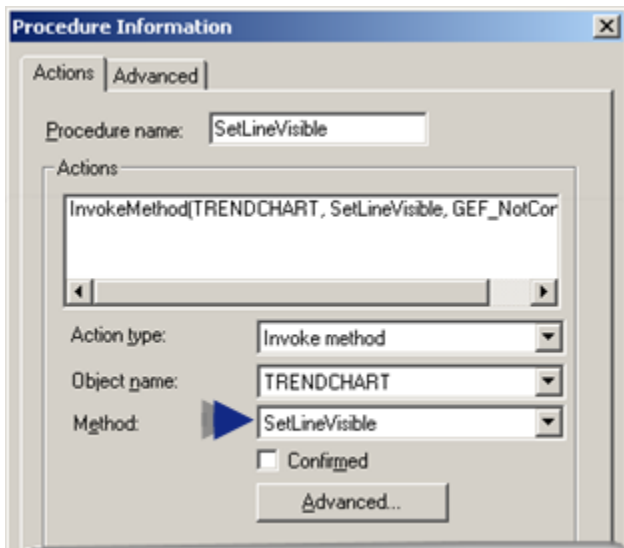 Procedure Information
Actions
Advanced
Procedure name: SetLineVisible
Actions
InvokeMethod(TRENDCHART, SetLineVisible, GEF_NotCor
Action type: Invoke method
Object name: TRENDCHART
Method: SetLineVisible
Confirmed
Advanced...